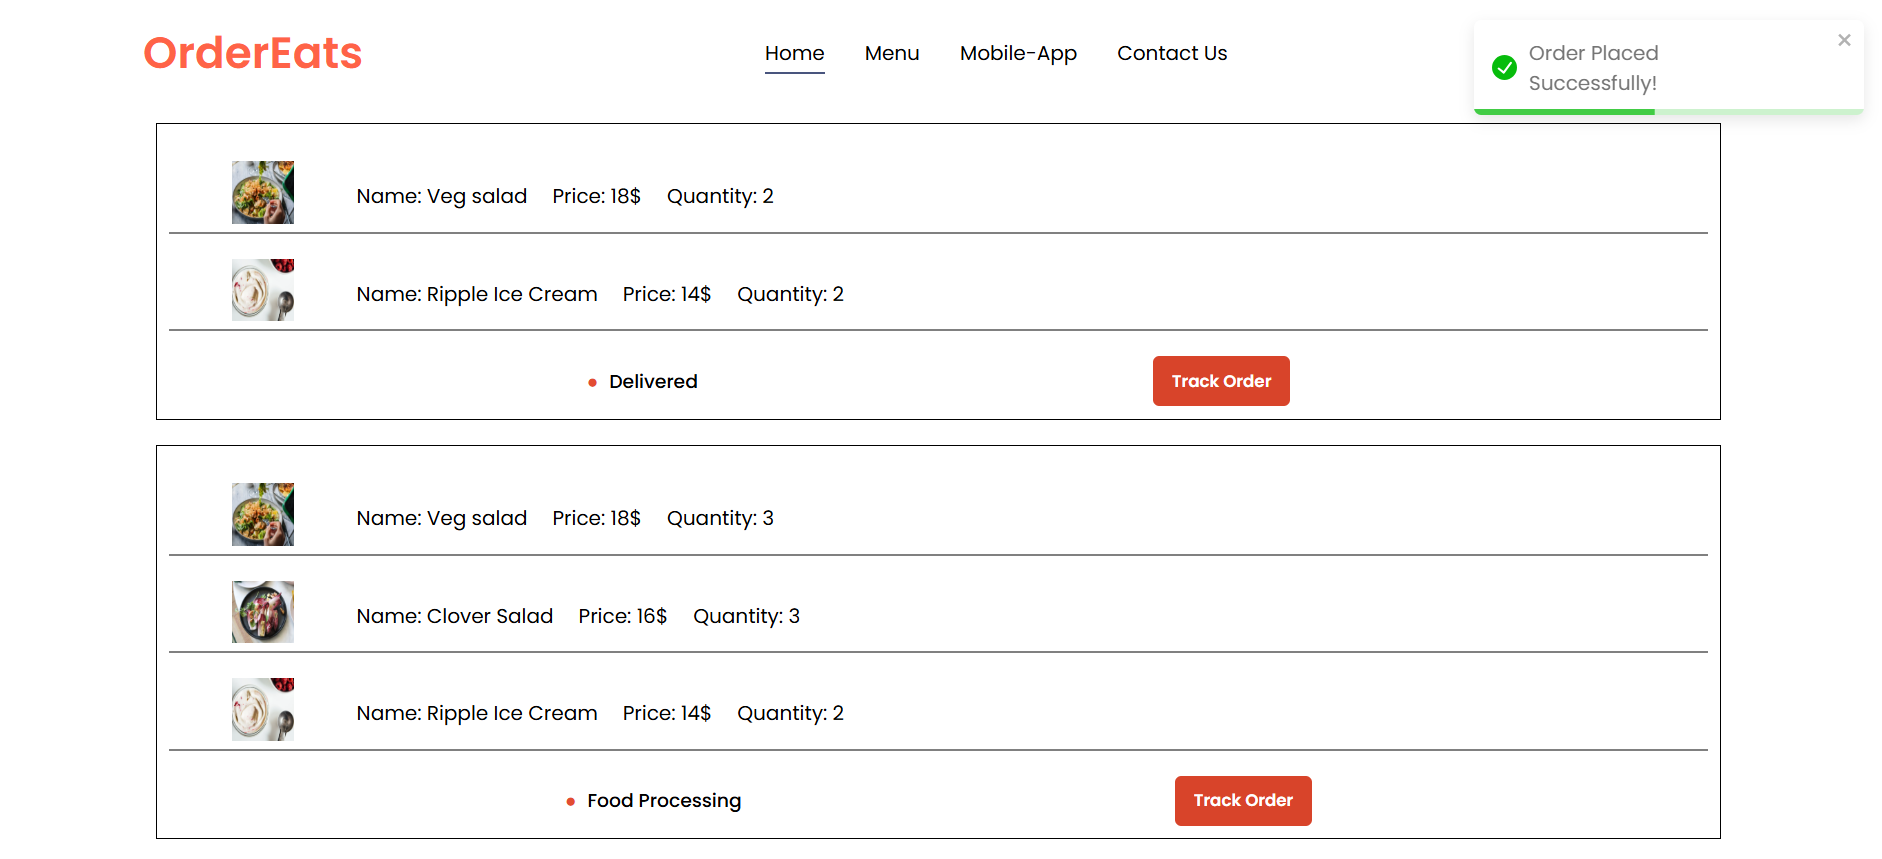 OrderEats
Home Menu Mobile-App Contact Us
Order Placed
Successfully!
Name: Veg salad Price: 18$ Quantity: 2
Name: Ripple Ice Cream Price: 14$ Quantity: 2
Delivered
Track Order
Name: Veg salad Price: 18$ Quantity: 3
Name: Clover Salad Price: 16$ Quantity: 3
Name: Ripple Ice Cream Price: 14$ Quantity: 2
Food Processing
Track Order